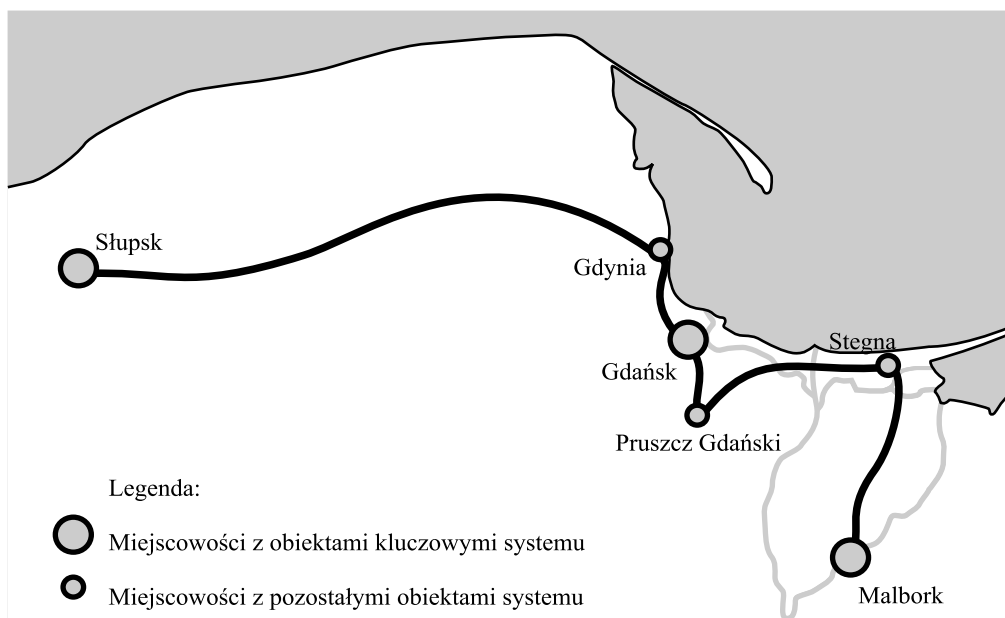 Słupsk
Gdynia
Stegna
Gdańsk
Pruszcz Gdański
Legenda:
Miejscowości z obiektami kluczowymi systemu
Miejscowości z pozostałymi obiektami systemu
Malbork